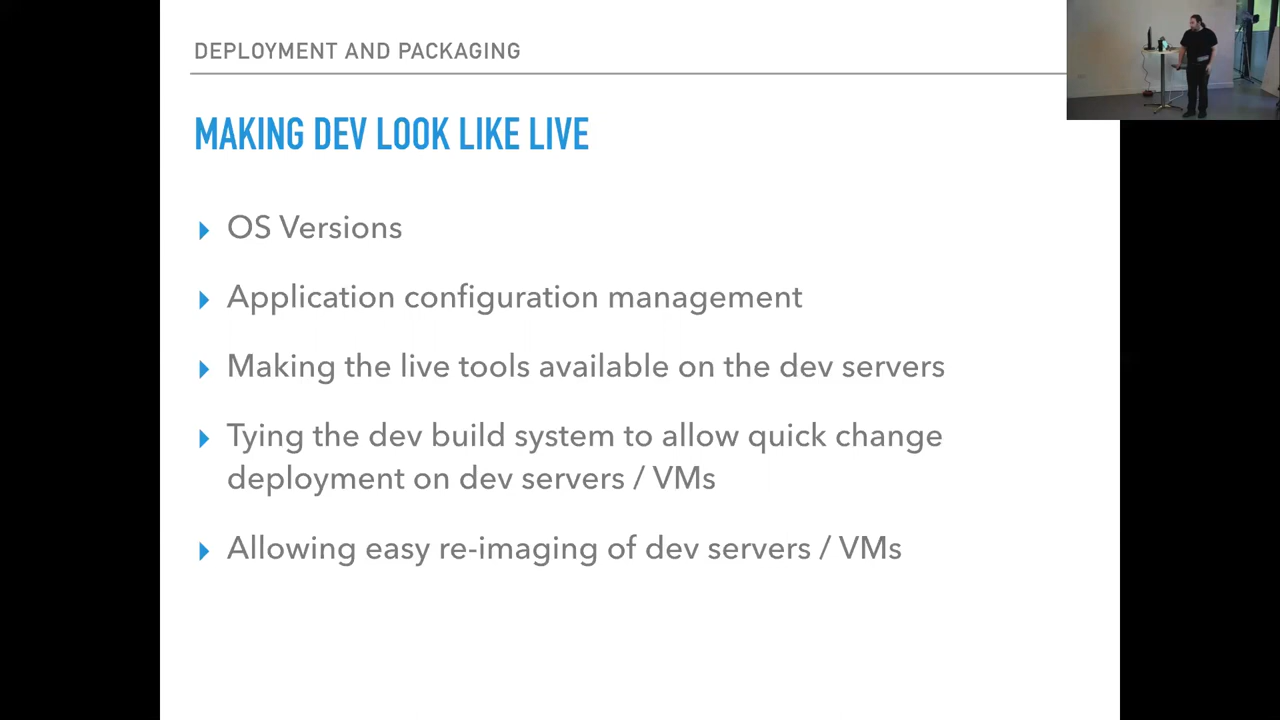 DEPLOYMENT AND PACKAGING
MAKING DEV LOOK LIKE LIVE
OS Versions
Application configuration management
Making the live tools available on the dev servers
Tying the dev build system to allow quick change
deployment on dev servers / VMs
Allowing easy re-imaging of dev servers / VMs